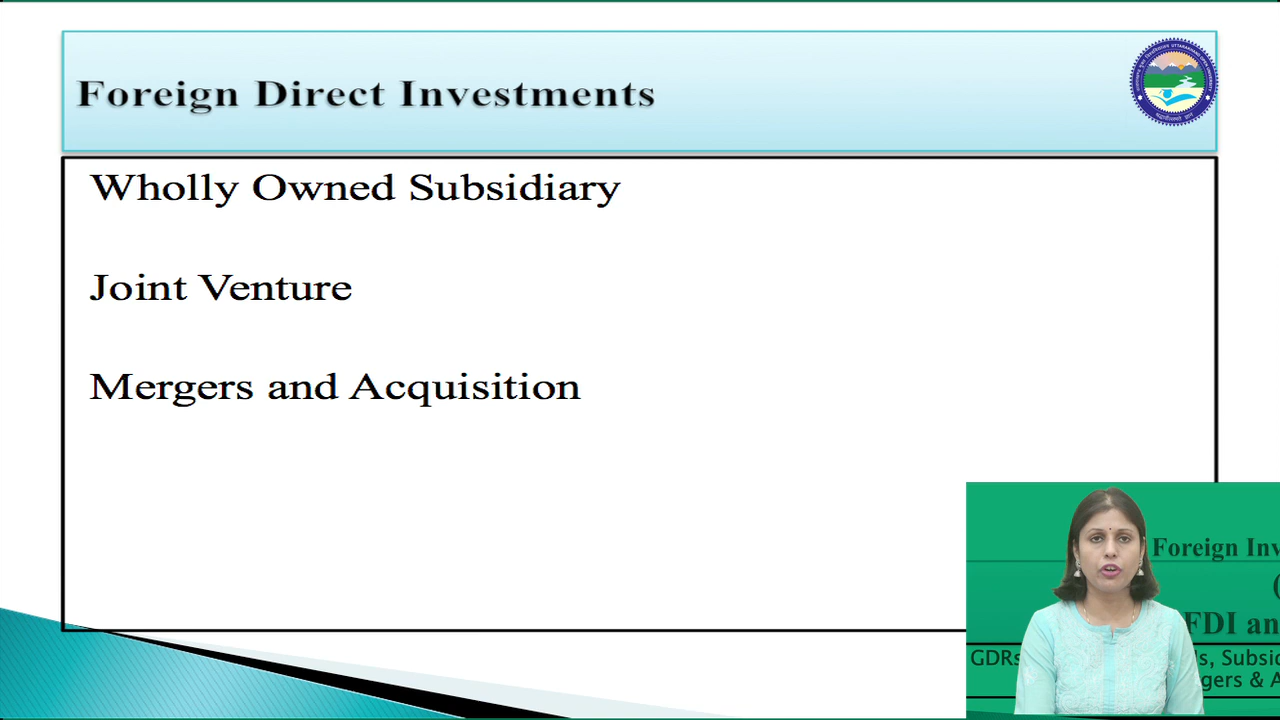 Foreign Direct Investments
Wholly Owned Subsidiary
Joint Venture
Mergers and Acquisition
Foreign Inv
FDI an
GDRs
s, Subsid
gers & A